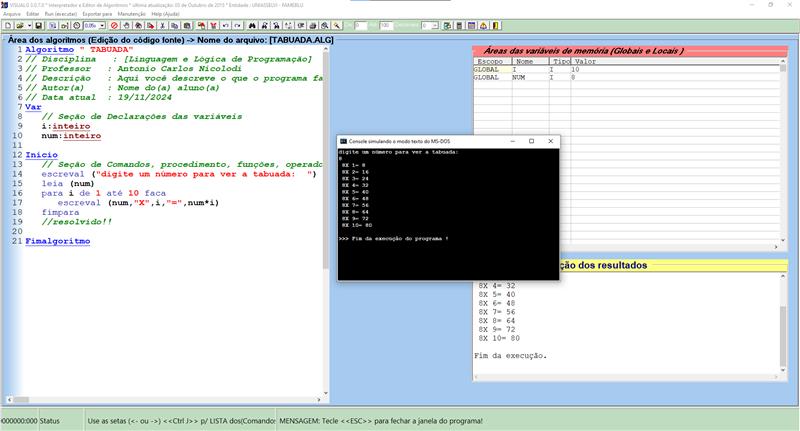 VISUALG 3.0.7.0 * Interpretador e Editor de Algoritmos * última atualização: 03 de Outubro de 2015 * Entidade : UNIASSELVI - FAMEBLU
Arquivo Editar Run (executar) Exportar para Manutenção Help (Ajuda)
Área dos algoritmos (Edição do código fonte) -> Nome do arquivo: [TABUADA.ALG]
1 Algoritmo " TABUADA"
2 // Disciplina : [Linguagem e Lógica de Programação]
3 // Professor : Antonio Carlos Nicolodi
4 // Descrição : Aqui você descreve o que o programa fa
5 // Autor(a) : Nome do(a) aluno(a)
6 // Data atual : 19/11/2024
7 Var
8 // Seção de Declarações das variáveis
9 i:inteiro
10 num:inteiro
11
12 Inicio
13 // Seção de Comandos, procedimento, funções, operado
14 escreval ("digite um número para ver a tabuada: ")
15 leia (num)
16 para i de 1 até 10 faca
17 escreval (num,"X",i,"=",num*i)
18 fimpara
19 //resolvido!!
20
21 Fimalgoritmo
Áreas das variáveis de memória (Globais e Locais )
Escopo Nome Tipo Valor
GLOBAL I I 10
GLOBAL NUM I 8
Console simulando o modo texto do MS-DOS
digite um número para ver a tabuada:
8
8X 1= 8
8X 2= 16
8X 3= 24
8X 4= 32
8X 5= 40
8X 6= 48
8X 7= 56
8X 8= 64
8X 9= 72
8X 10= 80
>>> Fim da execução do programa !
ção dos resultados
8X 4= 32
8X 5= 40
8X 6= 48
8X 7= 56
8X 8= 64
8X 9= 72
8X 10= 80
Fim da execução.
000000:000 Status Use as setas (<- ou ->) <<Ctrl J>> p/ LISTA dos(Comandos MENSAGEM: Tecle <<ESC>> para fechar a janela do programa!